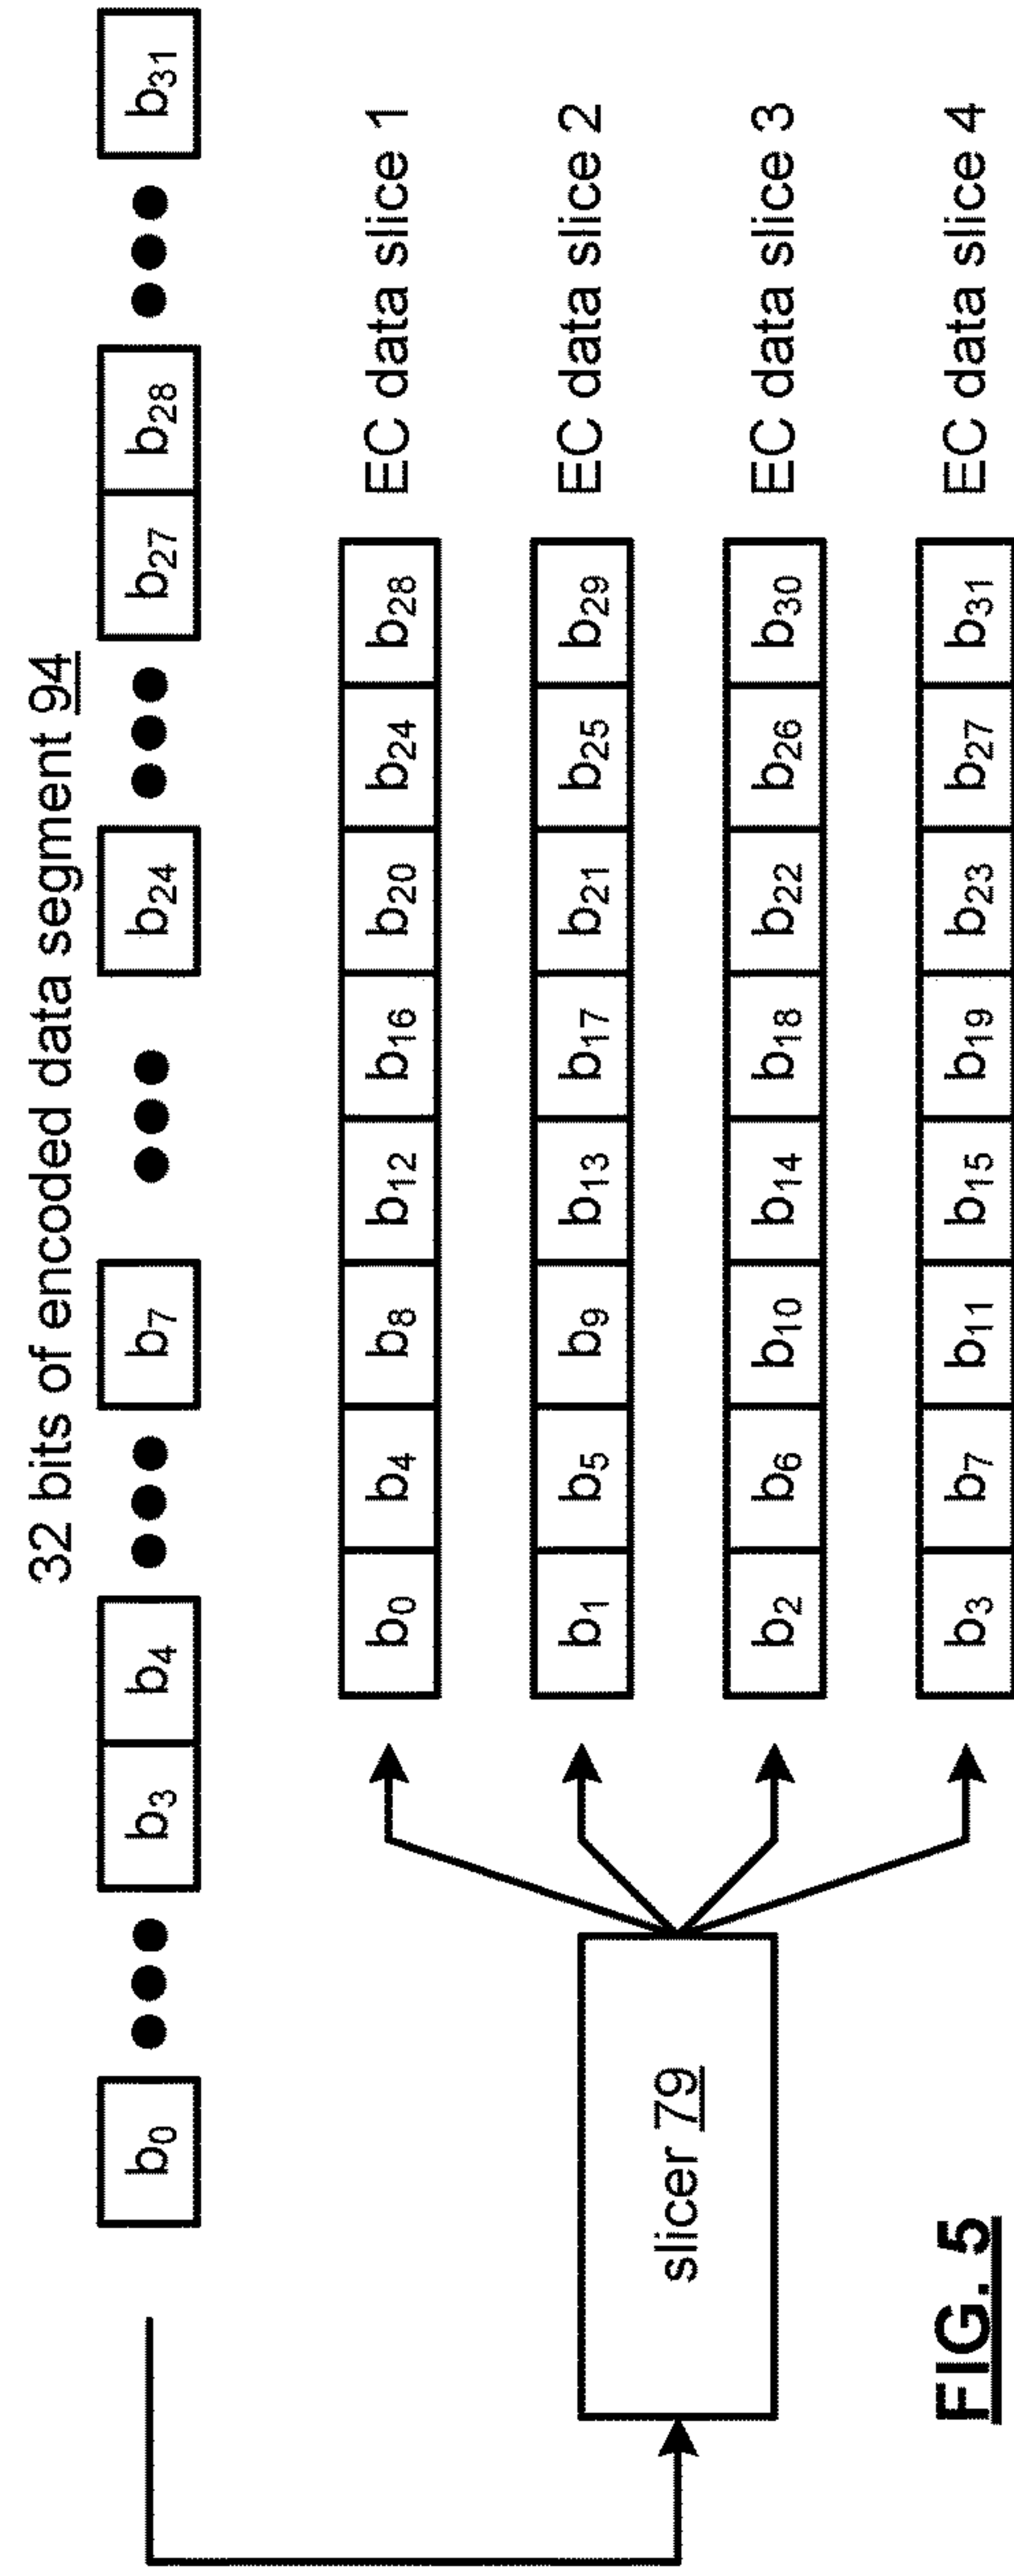 32 bits of encoded data segment 94
b0 ●●● b3 b4 ●●● b7 ●●● b24 ●●● b27 b28 ●●● b31
slicer 79
b0 b4 b8 b12 b16 b20 b24 b28 EC data slice 1
b1 b5 b9 b13 b17 b21 b25 b29 EC data slice 2
b2 b6 b10 b14 b18 b22 b26 b30 EC data slice 3
b3 b7 b11 b15 b19 b23 b27 b31 EC data slice 4
FIG. 5